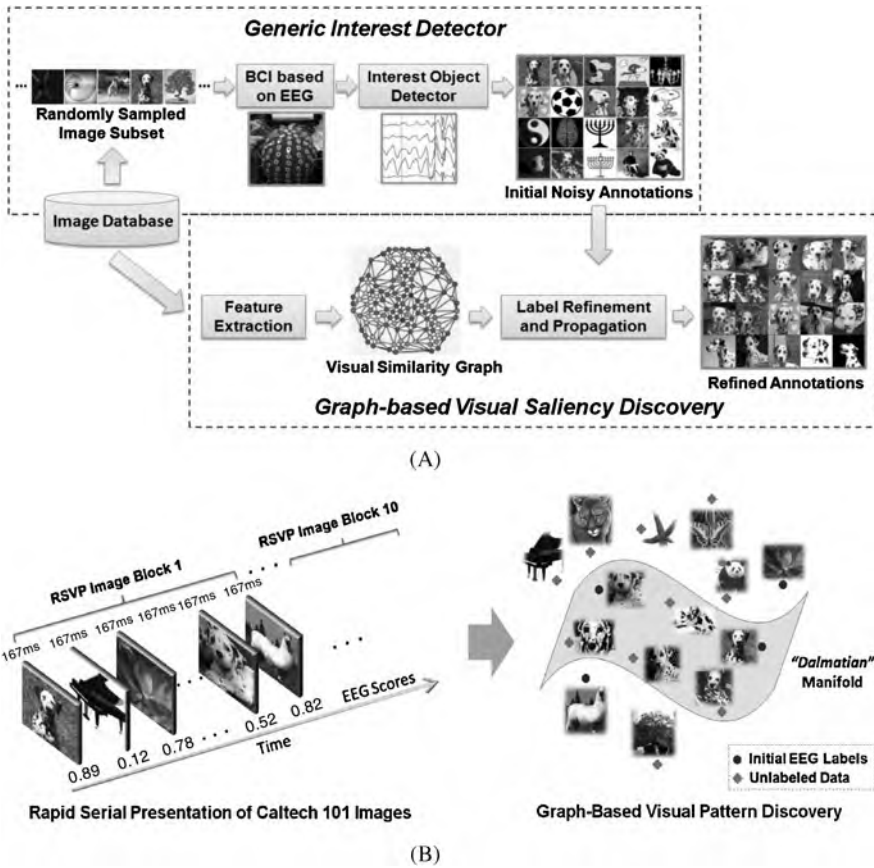 Generic Interest Detector
...
...
Randomly Sampled
Image Subset
BCI based
on EEG
Interest Object
Detector
Initial Noisy Annotations
Image Database
Feature
Extraction
Visual Similarity Graph
Label Refinement
and Propagation
Refined Annotations
Graph-based Visual Saliency Discovery
(A)
RSVP Image Block 1
...
RSVP Image Block 10
167ms 167ms 167ms 167ms 167ms 167ms
...
...
0.89 0.12 0.78 ... 0.52 0.82
EEG Scores
Time
Rapid Serial Presentation of Caltech 101 Images
"Dalmatian"
Manifold
Initial EEG Labels
Unlabeled Data
Graph-Based Visual Pattern Discovery
(B)